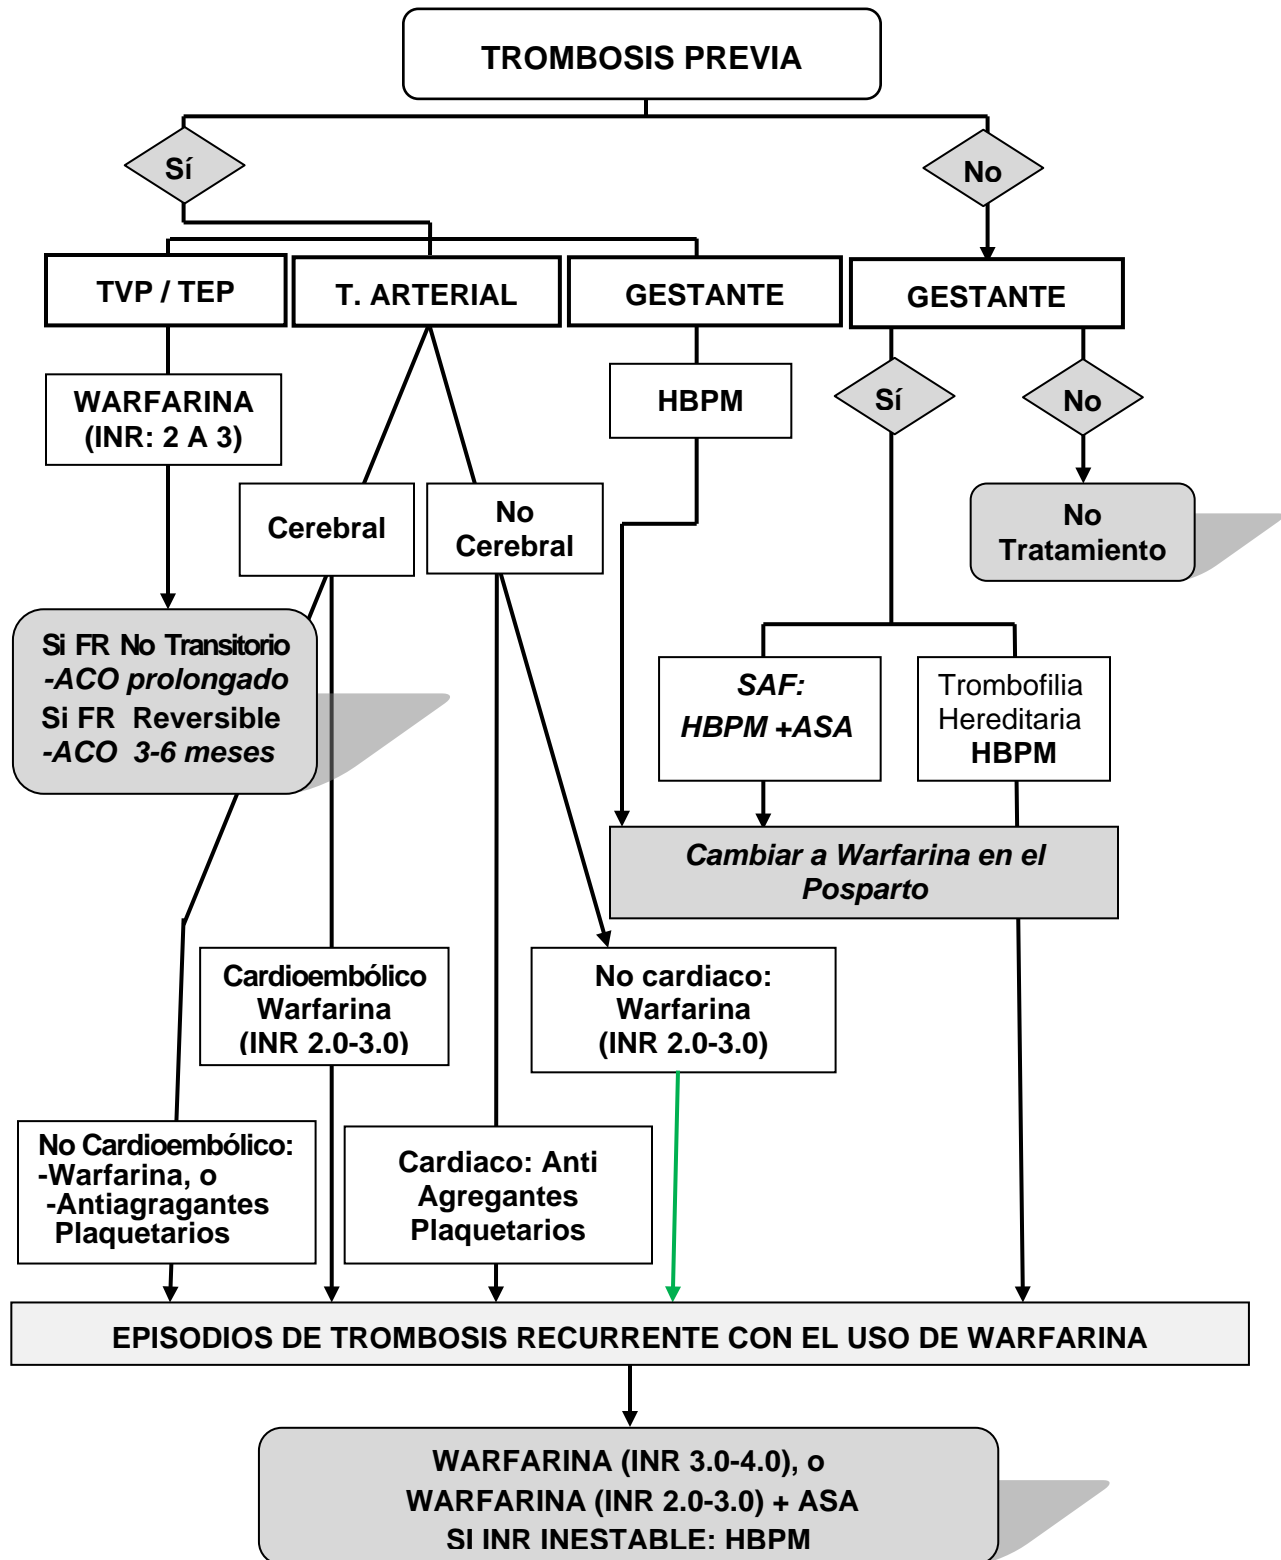 TROMBOSIS PREVIA
Sí
No
TVP / TEP
T. ARTERIAL
GESTANTE
GESTANTE
WARFARINA
(INR: 2 A 3)
HBPM
Sí
No
Cerebral
No
Cerebral
No
Tratamiento
Si FR No Transitorio
-ACO prolongado
Si FR Reversible
-ACO 3-6 meses
SAF:
HBPM +ASA
Trombofilia
Hereditaria
HBPM
Cambiar a Warfarina en el
Posparto
Cardioembólico
Warfarina
(INR 2.0-3.0)
No cardiaco:
Warfarina
(INR 2.0-3.0)
No Cardioembólico:
-Warfarina, o
-Antiagragantes
Plaquetarios
Cardiaco: Anti
Agregantes
Plaquetarios
EPISODIOS DE TROMBOSIS RECURRENTE CON EL USO DE WARFARINA
WARFARINA (INR 3.0-4.0), o
WARFARINA (INR 2.0-3.0) + ASA
SI INR INESTABLE: HBPM